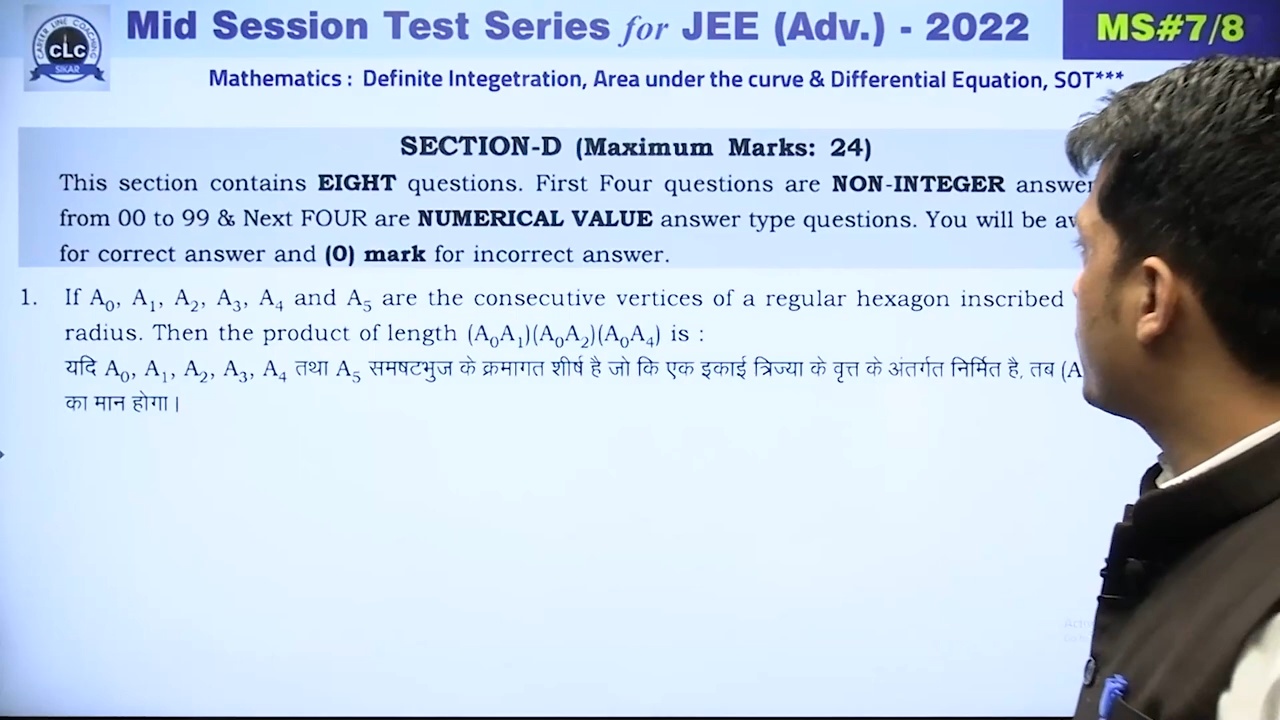 Mid Session Test Series for JEE (Adv.) - 2022
MS#7/8
CAREER LINE COACHING
CLC
SIKAR
Mathematics : Definite Integetration, Area under the curve & Differential Equation, SOT***
SECTION-D (Maximum Marks: 24)
This section contains EIGHT questions. First Four questions are NON-INTEGER
from 00 to 99 & Next FOUR are NUMERICAL VALUE answer type questions. You will be
for correct answer and (0) mark for incorrect answer.
1. If A₀, A₁, A₂, A₃, A₄ and A₅ are the consecutive vertices of a regular hexagon inscribed
radius. Then the product of length (A₀A₁)(A₀A₂)(A₀A₄) is :
यदि A₀, A₁, A₂, A₃, A₄ तथा A₅ समषटभुज के क्रमागत शीर्ष है जो कि एक इकाई त्रिज्या के वृत्त के अंतर्गत निर्मित है, तब (A
का मान होगा।